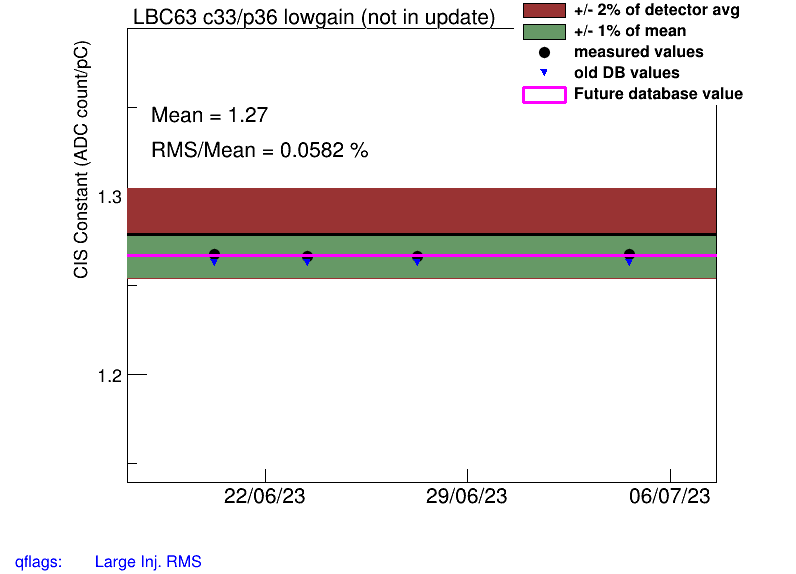 LBC63 c33/p36 lowgain (not in update)
+/- 2% of detector avg
+/- 1% of mean
measured values
old DB values
Future database value
CIS Constant (ADC count/pC)
Mean = 1.27
RMS/Mean = 0.0582 %
1.3
1.2
22/06/23 29/06/23 06/07/23
qflags: Large Inj. RMS